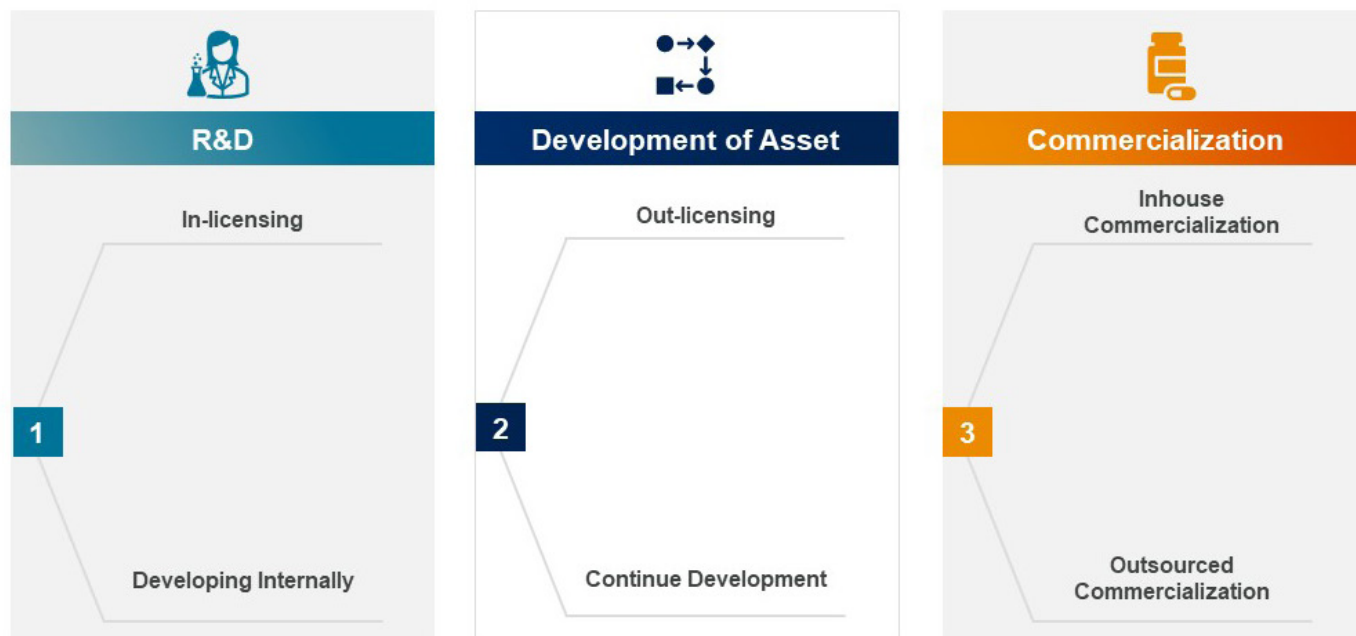 R&D
In-licensing
1
Developing Internally
Development of Asset
Out-licensing
2
Continue Development
Commercialization
Inhouse
Commercialization
3
Outsourced
Commercialization